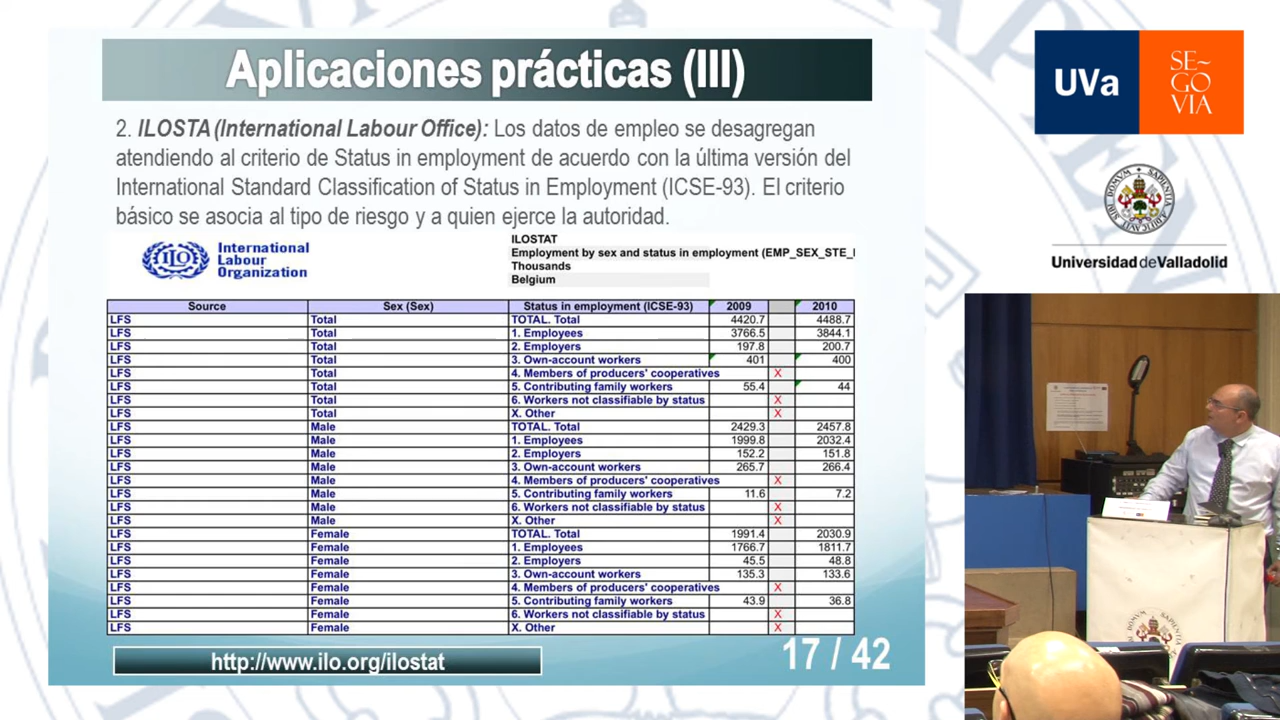 Aplicaciones prácticas (III)
2. ILOSTA (International Labour Office): Los datos de empleo se desagregan
atendiendo al criterio de Status in employment de acuerdo con la última versión del
International Standard Classification of Status in Employment (ICSE-93). El criterio
básico se asocia al tipo de riesgo y a quien ejerce la autoridad.
International
Labour
Organization
ILOSTAT
Employment by sex and status in employment (EMP_SEX_STE_
Thousands
Belgium
Source Sex (Sex) Status in employment (ICSE-93) 2009 2010
LFS Total TOTAL. Total 4420.7 4488.7
LFS Total 1. Employees 3766.5 3844.1
LFS Total 2. Employers 197.8 200.7
LFS Total 3. Own-account workers 401 400
LFS Total 4. Members of producers' cooperatives X
LFS Total 5. Contributing family workers 55.4 44
LFS Total 6. Workers not classifiable by status X
LFS Total X. Other X
LFS Male TOTAL. Total 2429.3 2457.8
LFS Male 1. Employees 1999.8 2032.4
LFS Male 2. Employers 152.2 151.8
LFS Male 3. Own-account workers 265.7 266.4
LFS Male 4. Members of producers' cooperatives X
LFS Male 5. Contributing family workers 11.6 7.2
LFS Male 6. Workers not classifiable by status X
LFS Male X. Other X
LFS Female TOTAL. Total 1991.4 2030.9
LFS Female 1. Employees 1766.7 1811.7
LFS Female 2. Employers 45.5 48.8
LFS Female 3. Own-account workers 135.3 133.6
LFS Female 4. Members of producers' cooperatives X
LFS Female 5. Contributing family workers 43.9 36.8
LFS Female 6. Workers not classifiable by status X
LFS Female X. Other X
http://www.ilo.org/ilostat
17 / 42
UVa
SE~
GO
VIA
Universidad de Valladolid